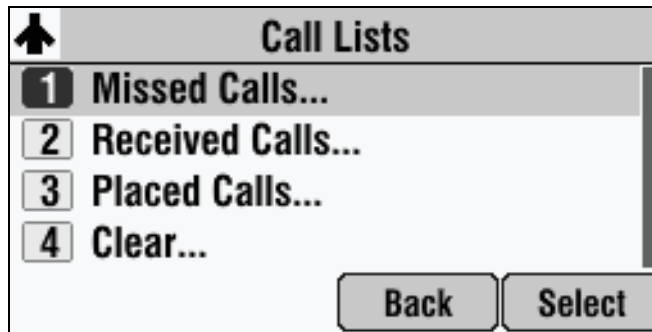 Call Lists
1 Missed Calls...
2 Received Calls...
3 Placed Calls...
4 Clear...
Back Select